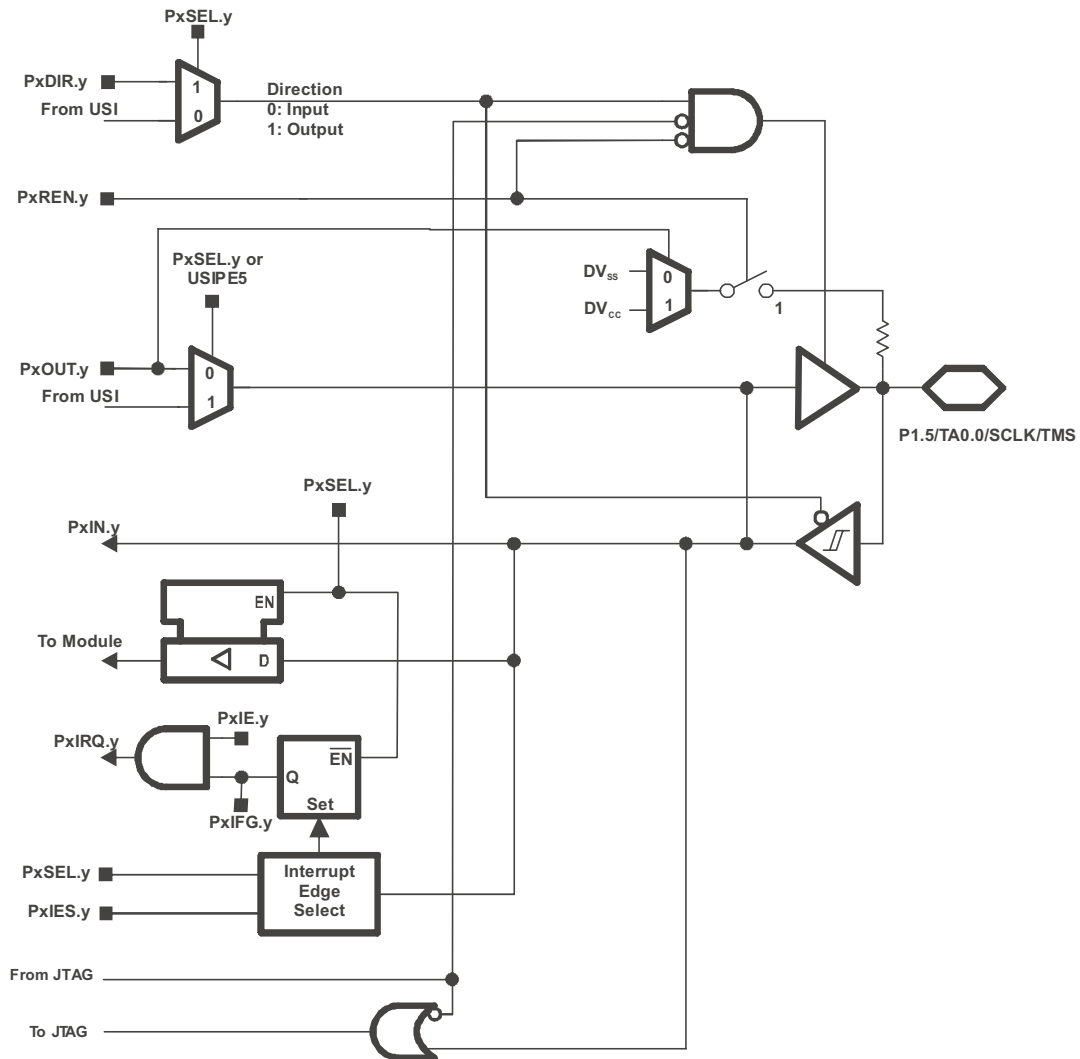 PxSEL.y
PxDIR.y
1
From USI
0
Direction
0: Input
1: Output
PxREN.y
PxSEL.y or
USIPE5
DVSS
0
DVCC
1
1
PxOUT.y
0
From USI
1
P1.5/TA0.0/SCLK/TMS
PxSEL.y
PxIN.y
EN
To Module
D
PxIE.y
PxIRQ.y
EN
Q
Set
PxIFG.y
PxSEL.y
Interrupt
Edge
Select
PxIES.y
From JTAG
To JTAG